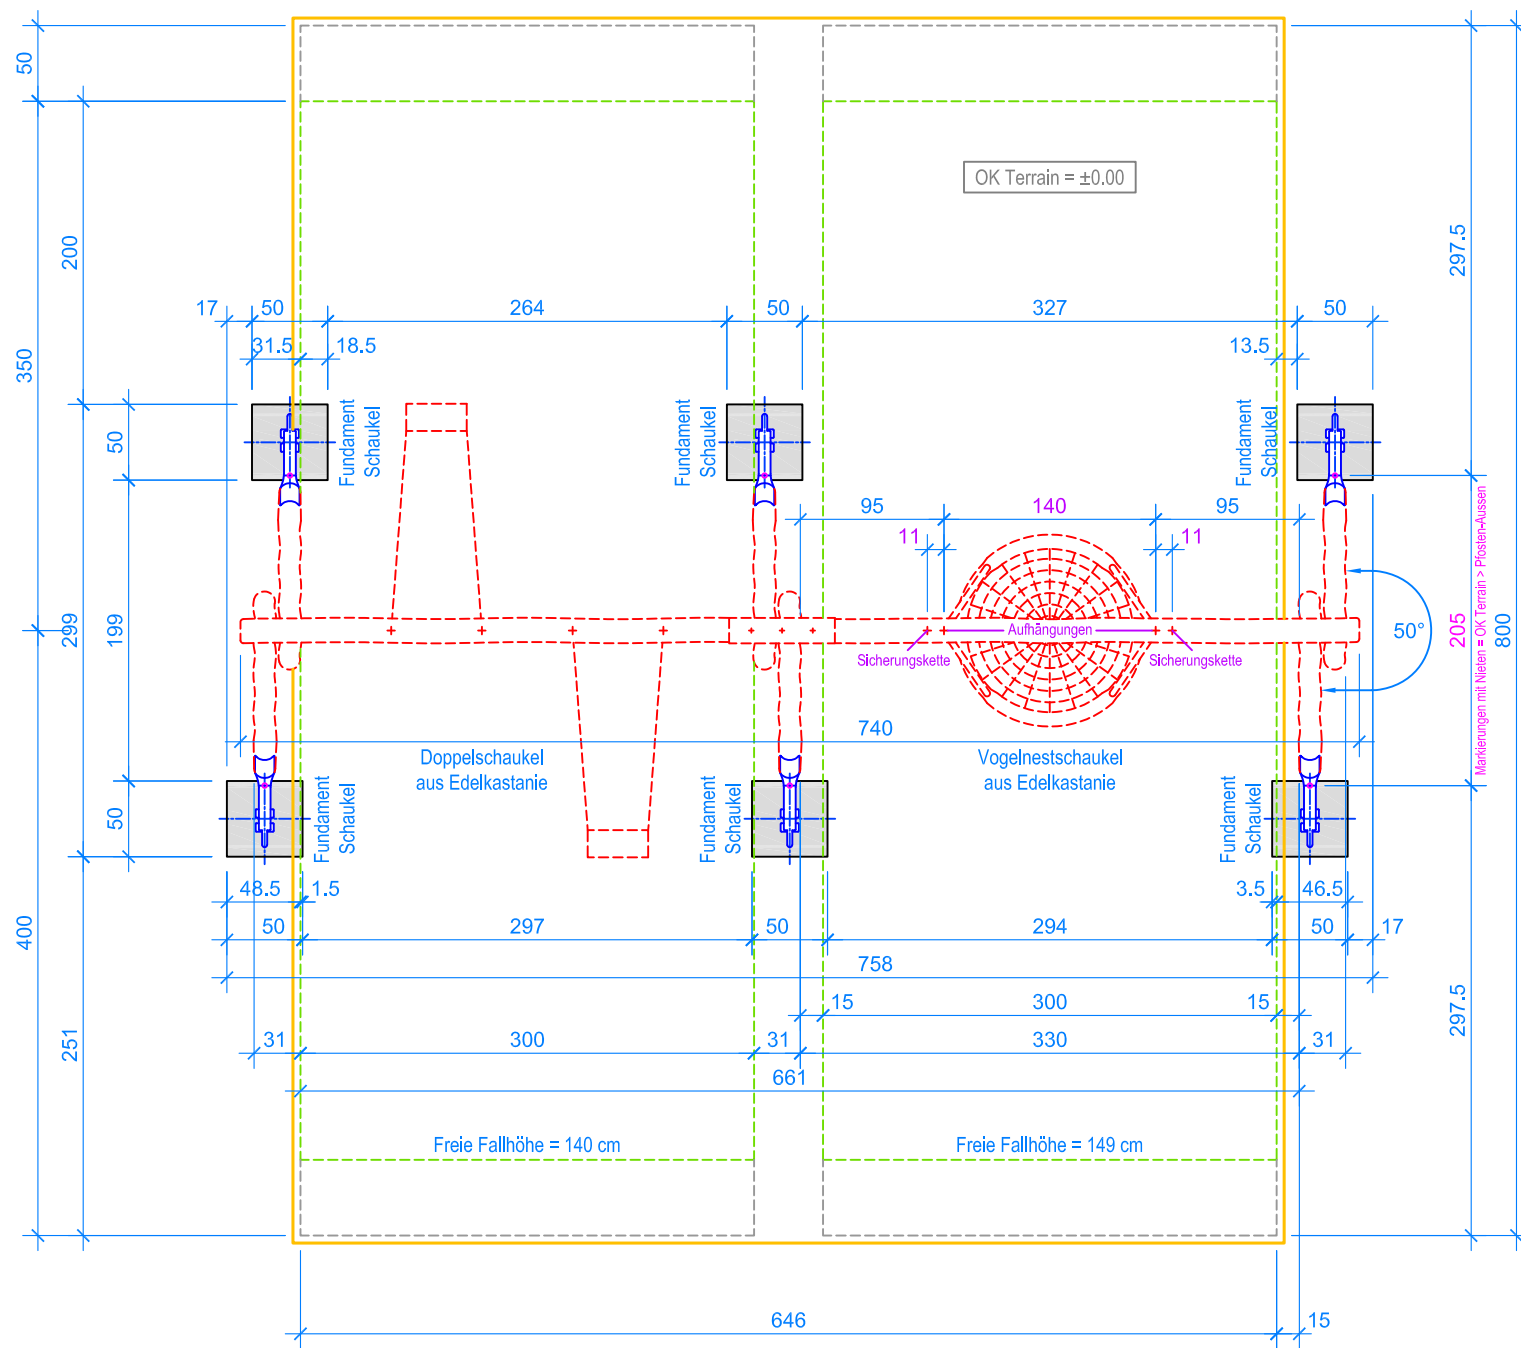 50
OK Terrain = ±0.00
200
297.5
17
50
264
50
327
50
31.5
18.5
13.5
350
Fundament
Schaukel
Fundament
Schaukel
Fundament
Schaukel
50
95
140
95
11
11
299
199
Aufhängungen
Sicherungskette
Sicherungskette
50°
205
Markierungen mit Nieten = OK Terrain > Pfosten-Aussen
800
740
Doppelschaukel
aus Edelkastanie
Vogelnestschaukel
aus Edelkastanie
50
Fundament
Schaukel
Fundament
Schaukel
Fundament
Schaukel
48.5
1.5
3.5
46.5
400
50
297
50
294
50
17
758
15
300
15
297.5
251
31
300
31
330
31
661
Freie Fallhöhe = 140 cm
Freie Fallhöhe = 149 cm
646
15